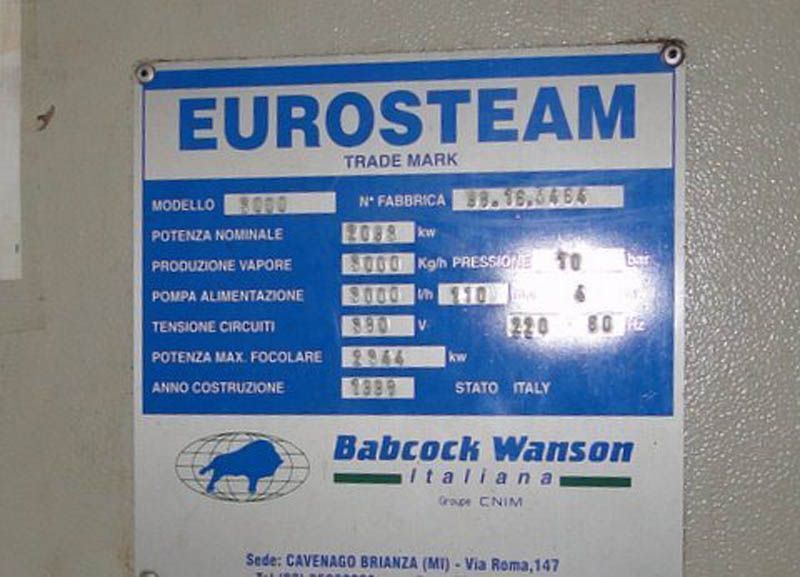 EUROSTEAM
TRADE MARK
MODELLO 3000 N° FABBRICA
POTENZA NOMINALE kw
PRODUZIONE VAPORE 3000 Kg/h PRESSIONE 10 bar
POMPA ALIMENTAZIONE l/h 110
TENSIONE CIRCUITI 380 V 220 Hz
POTENZA MAX. FOCOLARE kw
ANNO COSTRUZIONE STATO ITALY
Babcock Wanson
Italiana
Groupe CNIM
Sede: CAVENAGO BRIANZA (MI) - Via Roma,147